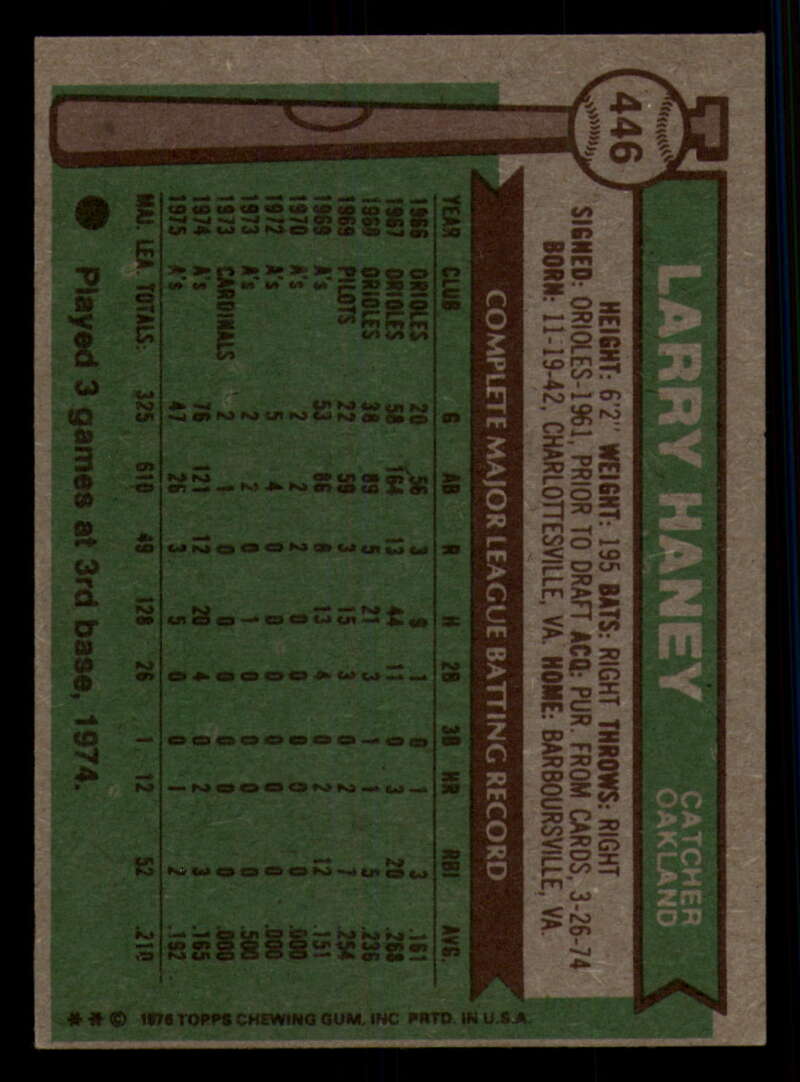 446
LARRY HANEY
CATCHER
OAKLAND
HEIGHT: 6'2" WEIGHT: 195 BATS: RIGHT THROWS: RIGHT
SIGNED: ORIOLES-1961, PRIOR TO DRAFT ACQ: PUR. FROM CARDS, 3-26-74
BORN: 11-19-42, CHARLOTTESVILLE, VA. HOME: BARBOURSVILLE, VA.
COMPLETE MAJOR LEAGUE BATTING RECORD
YEAR CLUB G AB R H 2B 3B HR RBI AVG.
1966 ORIOLES 20 56 3 9 1 0 1 3 .161
1967 ORIOLES 58 164 13 44 11 0 3 20 .268
1968 ORIOLES 38 89 5 21 3 1 1 5 .236
1969 PILOTS 22 59 3 15 3 0 2 7 .254
1969 A's 53 86 8 13 4 0 2 12 .151
1970 A's 2 2 2 0 0 0 0 0 .000
1972 A's 5 4 0 0 0 0 0 0 .000
1973 A's 2 2 0 1 0 0 0 0 .500
1973 CARDINALS 2 1 0 0 0 0 0 0 .000
1974 A's 76 121 12 20 4 0 2 3 .165
1975 A's 47 26 3 5 0 0 1 2 .192
MAJ. LEA. TOTALS: 325 610 49 128 26 1 12 52 .210
Played 3 games at 3rd base, 1974.
* * © 1976 TOPPS CHEWING GUM, INC PRTD. IN U.S.A.